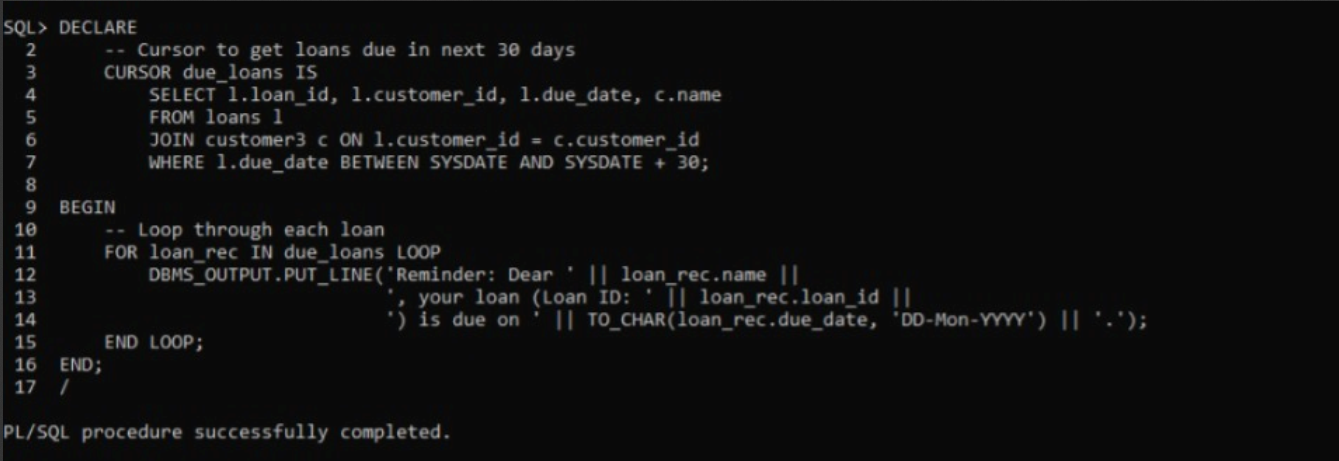 SQL> DECLARE
  2      -- Cursor to get loans due in next 30 days
  3      CURSOR due_loans IS
  4          SELECT l.loan_id, l.customer_id, l.due_date, c.name
  5          FROM loans l
  6          JOIN customer3 c ON l.customer_id = c.customer_id
  7          WHERE l.due_date BETWEEN SYSDATE AND SYSDATE + 30;
  8
  9  BEGIN
 10      -- Loop through each loan
 11      FOR loan_rec IN due_loans LOOP
 12          DBMS_OUTPUT.PUT_LINE('Reminder: Dear ' || loan_rec.name ||
 13                               ', your loan (Loan ID: ' || loan_rec.loan_id ||
 14                               ') is due on ' || TO_CHAR(loan_rec.due_date, 'DD-Mon-YYYY') || '.');
 15      END LOOP;
 16  END;
 17  /
PL/SQL procedure successfully completed.